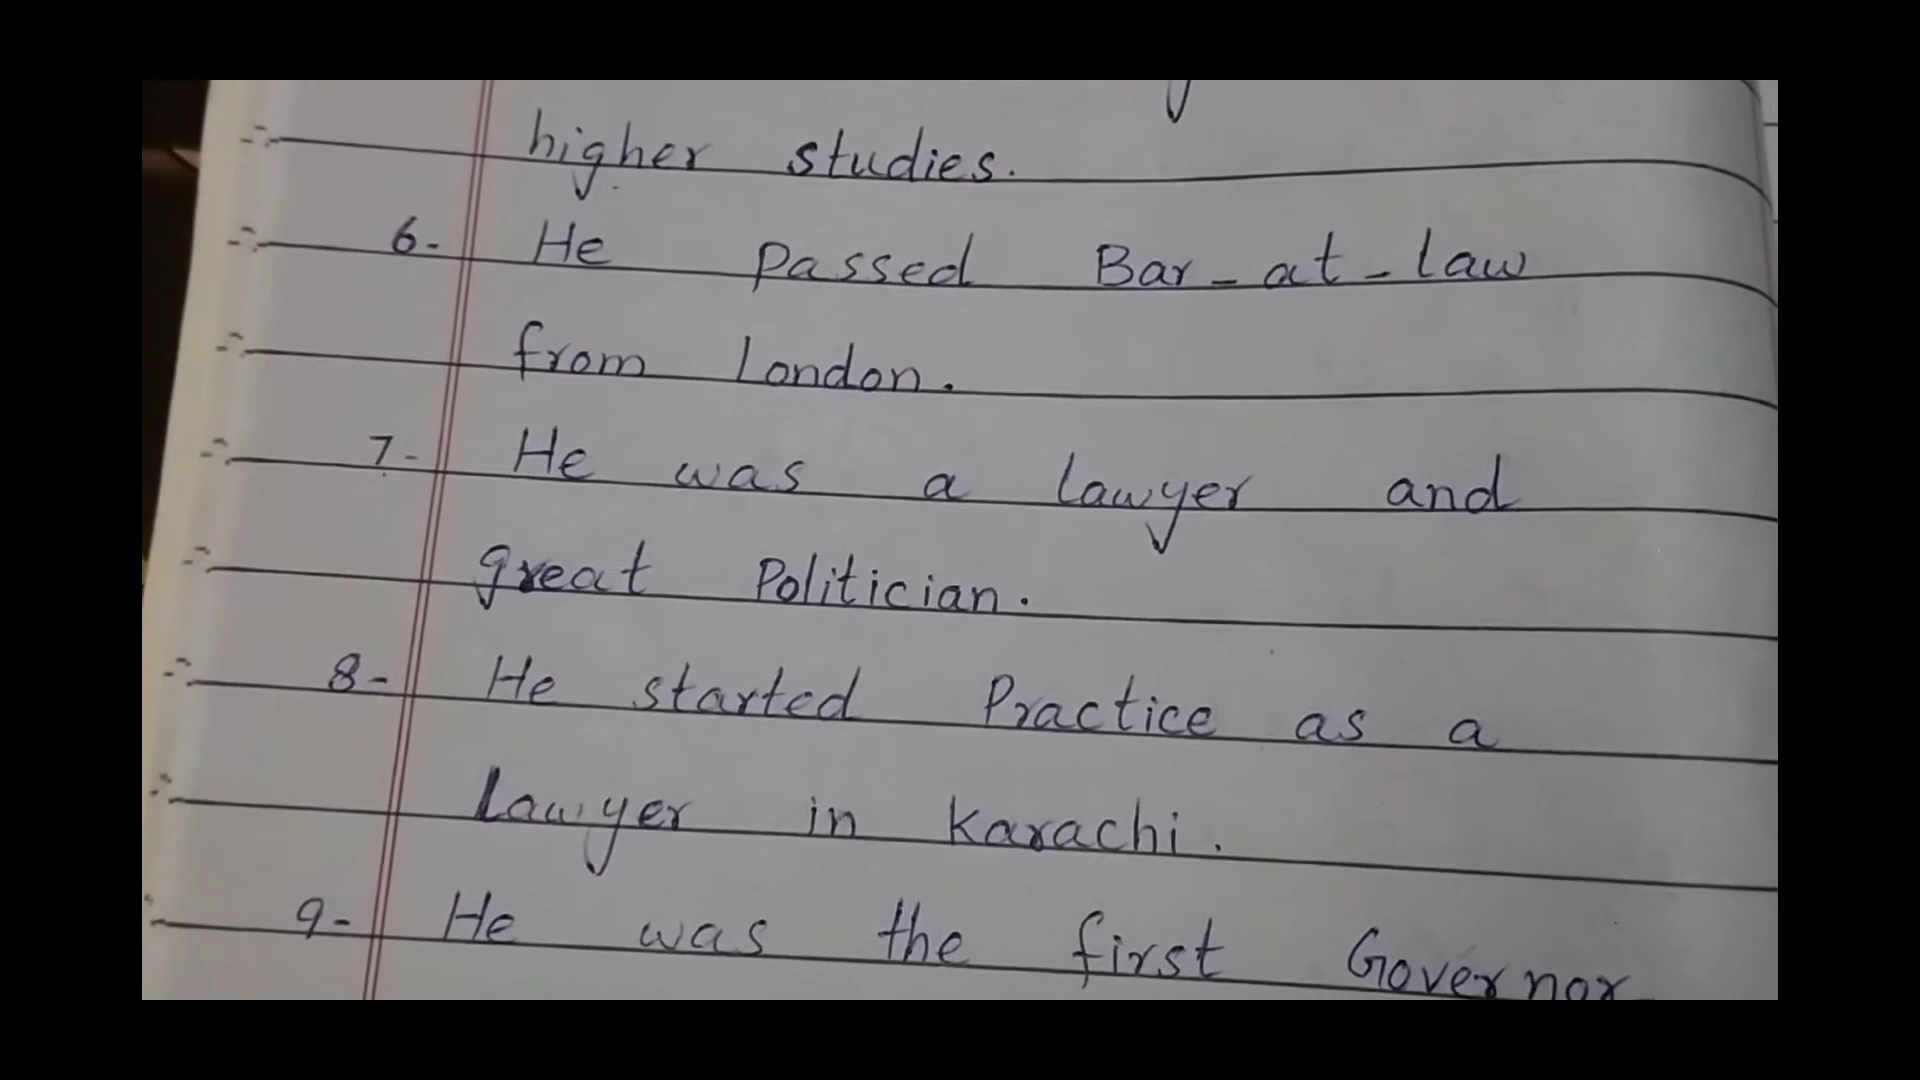 higher studies.
6- He passed Bar-at-law
from London.
7- He was a lawyer and
great Politician.
8- He started Practice as a
Lawyer in Karachi.
9- He was the first Governor